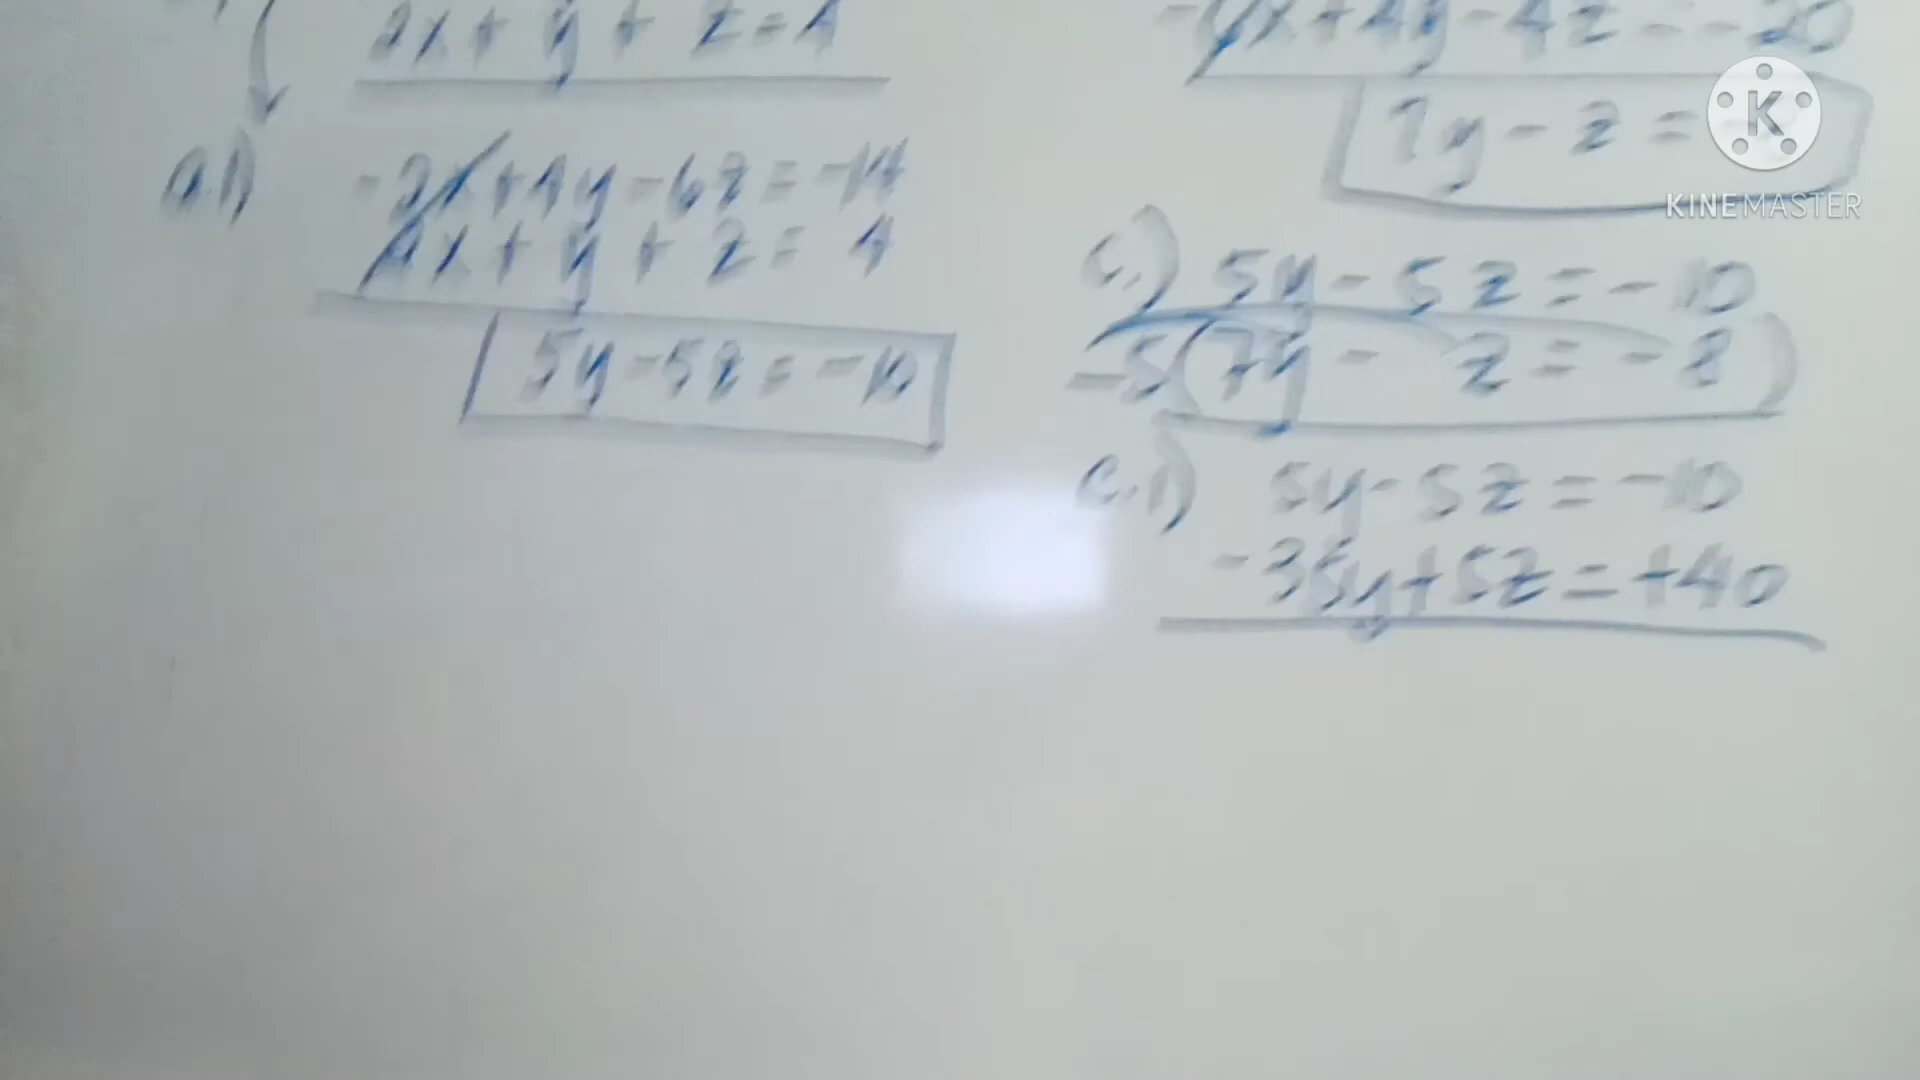 2x + y + z = 4
a.1) -2x + 4y - 6z = -14
2x + y + z = 4
5y - 5z = -10
x + 4y - 4z = -20
7y - z =
K
KINEMASTER
c.) 5y - 5z = -10
-5(7y - z = -8)
c.1) 5y - 5z = -10
-35y + 5z = +40